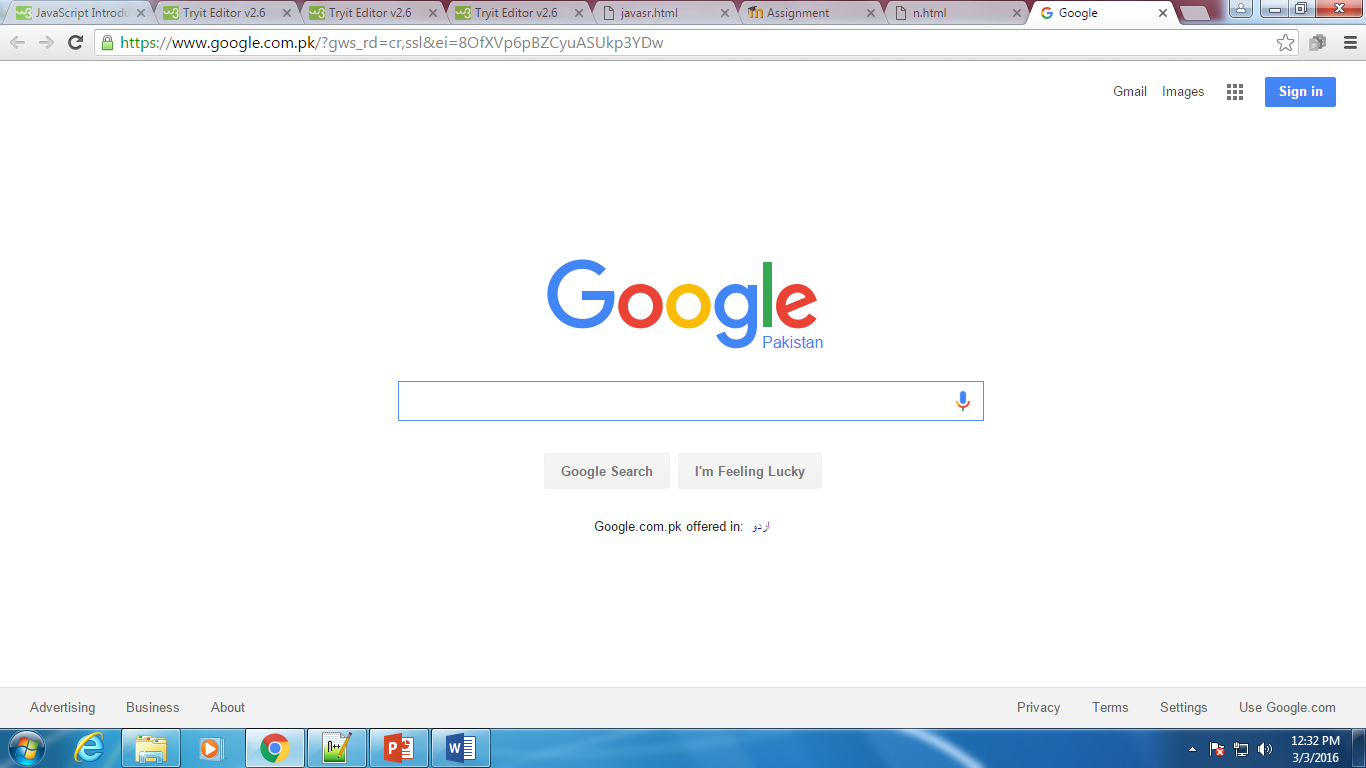 JavaScript Introdu Tryit Editor v2.6 Tryit Editor v2.6 Tryit Editor v2.6 javasr.html Assignment n.html Google
https://www.google.com.pk/?gws_rd=cr,ssl&ei=8OfXVp6pBZCyuASUkp3YDw
Gmail Images Sign in
Google
Pakistan
Google Search I'm Feeling Lucky
Google.com.pk offered in: اردو
Advertising Business About Privacy Terms Settings Use Google.com
12:32 PM
3/3/2016